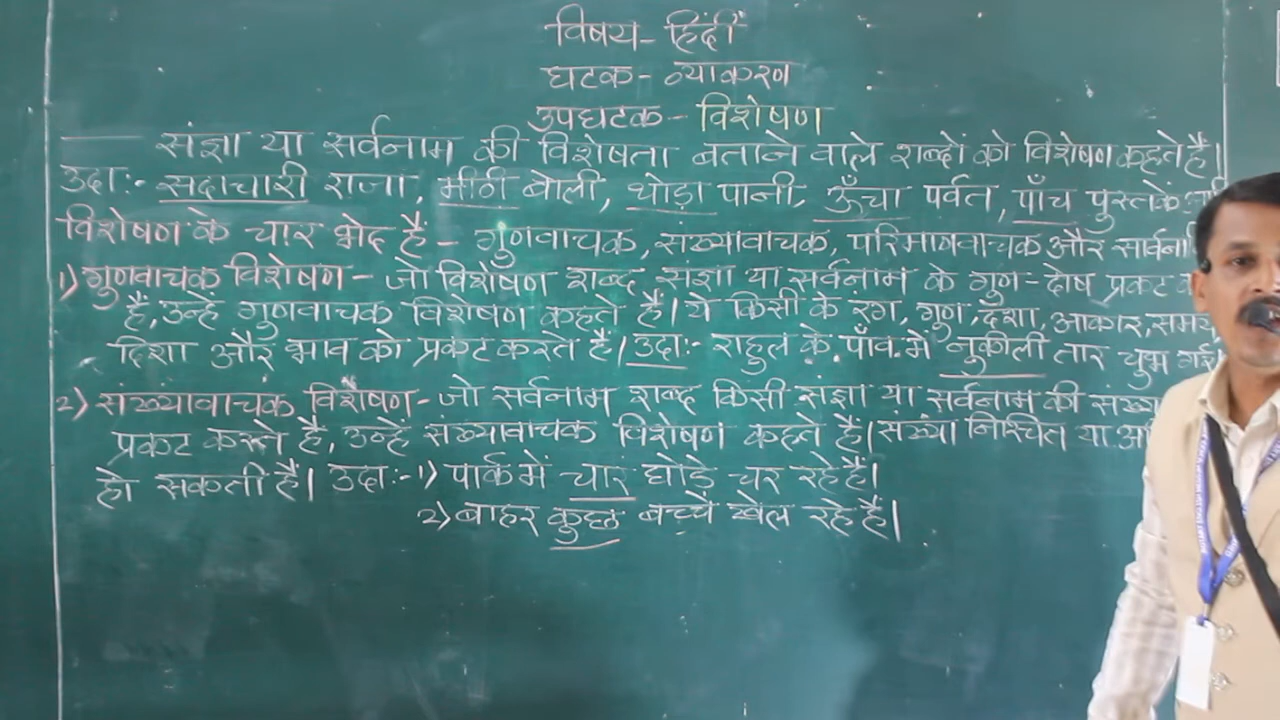 विषय- हिंदी
घटक- व्याकरण
उपघटक- विशेषण
संज्ञा या सर्वनाम की विशेषता बताने वाले शब्दों को विशेषण कहते है।
उदाः- सदाचारी राजा, मीठी बोली, थोड़ा पानी, ऊँचा पर्वत, पाँच पुस्तकें
विशेषण के चार भेद है - गुणवाचक, संख्यावाचक, परिमाणवाचक और
1) गुणवाचक विशेषण - जो विशेषण शब्द संज्ञा या सर्वनाम के गुण-दोष प्रकट
है, उन्हें गुणवाचक विशेषण कहते है। ये किसी के रंग, गुण, दशा, आकार,
दिशा और भाव को प्रकट करते है। उदाः- राहुल के पाँव में नुकीली तार चुभ गई।
2) संख्यावाचक विशेषण - जो सर्वनाम शब्द किसी संज्ञा या सर्वनाम की
प्रकट करते है, उन्हें संख्यावाचक विशेषण कहते हैं। संख्या निश्चित या
हो सकती है। उदाः- 1) पार्क में चार घोड़े चर रहे है।
2) बाहर कुछ बच्चें खेल रहे है।